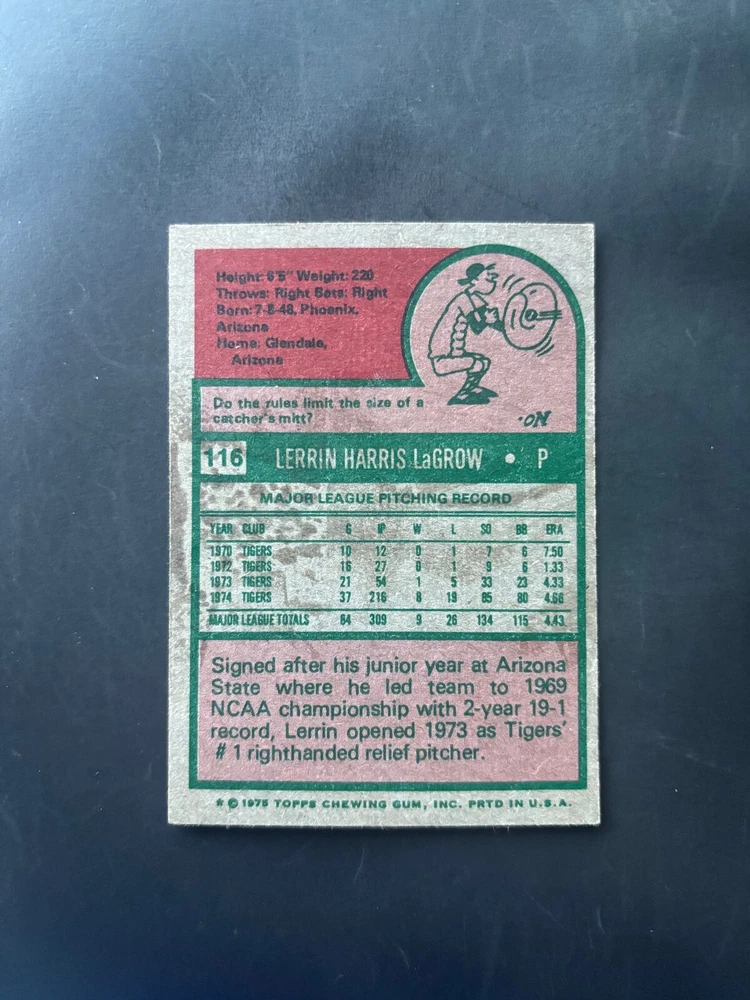 Height: 6'5" Weight: 220
Throws: Right Bats: Right
Born: 7-8-48, Phoenix,
Arizona
Home: Glendale,
Arizona
Do the rules limit the size of a
catcher's mitt?
·ON
116 LERRIN HARRIS LaGROW • P
MAJOR LEAGUE PITCHING RECORD
YEAR CLUB G IP W L SO BB ERA
1970 TIGERS 10 12 0 1 7 6 7.50
1972 TIGERS 16 27 0 1 9 6 1.33
1973 TIGERS 21 54 1 5 33 23 4.33
1974 TIGERS 37 216 8 19 85 80 4.66
MAJOR LEAGUE TOTALS 84 309 9 26 134 115 4.43
Signed after his junior year at Arizona
State where he led team to 1969
NCAA championship with 2-year 19-1
record, Lerrin opened 1973 as Tigers'
# 1 righthanded relief pitcher.
* © 1975 TOPPS CHEWING GUM, INC. PRTD IN U.S.A.